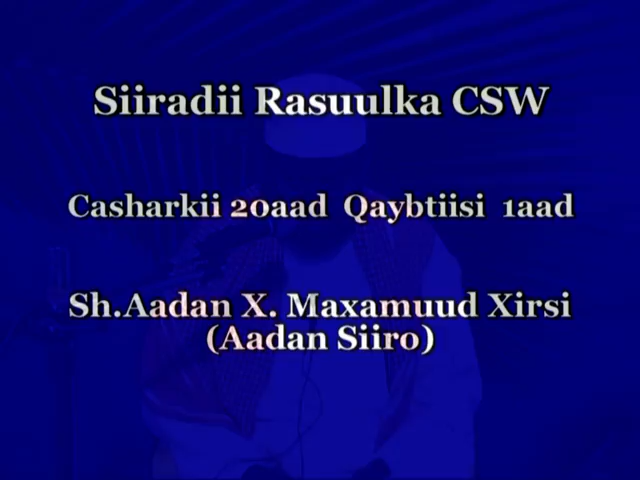 Siiradii Rasuulka CSW
Casharkii 20aad Qaybtiisi 1aad
Sh.Aadan X. Maxamuud Xirsi
(Aadan Siiro)